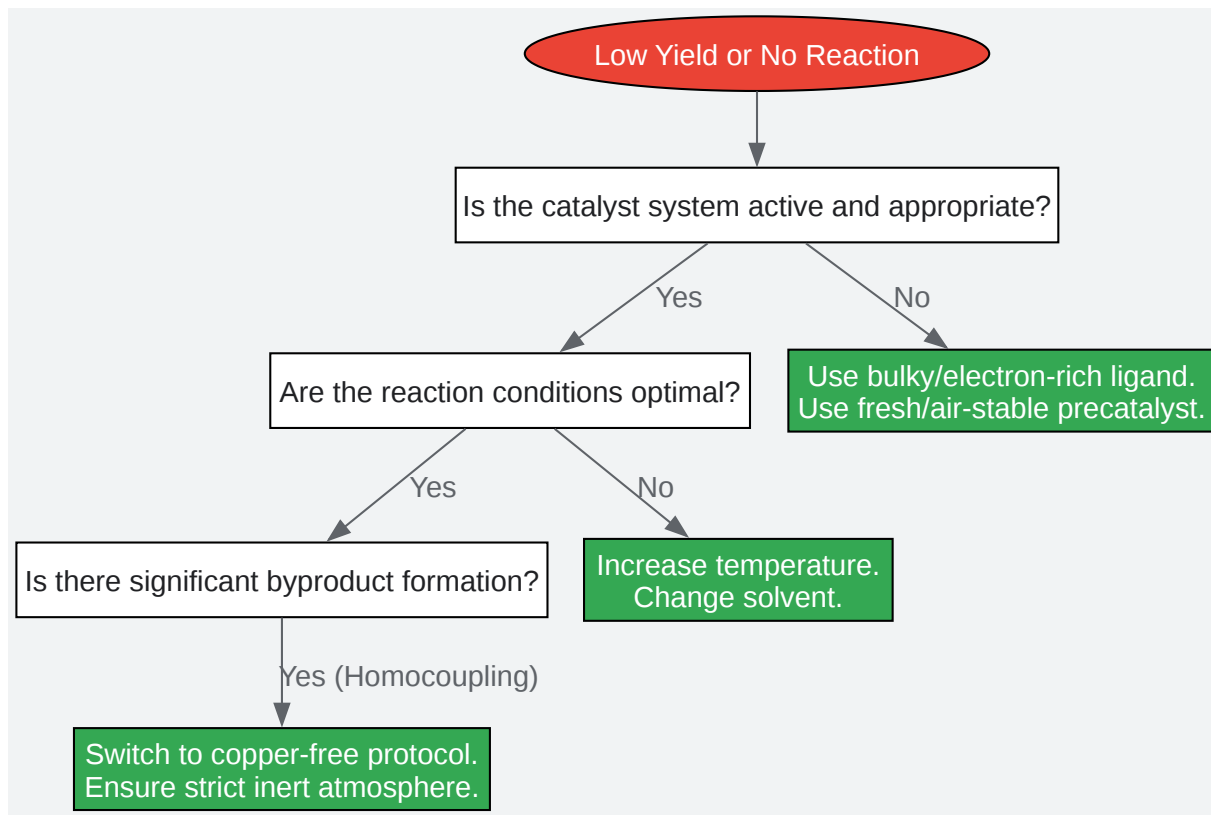 Low Yield or No Reaction
Is the catalyst system active and appropriate?
Yes
No
Are the reaction conditions optimal?
Use bulky/electron-rich ligand.
Use fresh/air-stable precatalyst.
Yes
No
Is there significant byproduct formation?
Increase temperature.
Change solvent.
Yes (Homocoupling)
Switch to copper-free protocol.
Ensure strict inert atmosphere.